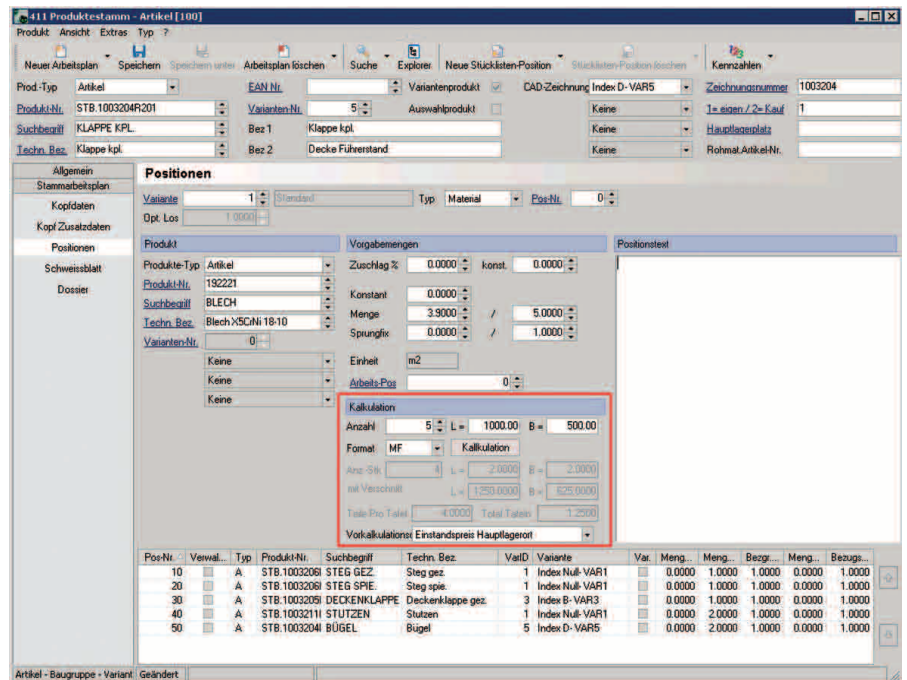 411 Produktestamm - Artikel [100]
Produkt Ansicht Extras Typ ?
Neuer Arbeitsplan Speichern Speichern unter Arbeitsplan löschen Suche Explorer Neue Stücklisten-Position Stücklisten-Position löschen Kennzahlen
Prod.-Typ Artikel EAN Nr. Variantenprodukt CAD-Zeichnung Index D- VAR5 Zeichnungsnummer 1003204
Produkt-Nr. STB.1003204R201 Varianten-Nr. 5 Auswahlprodukt Keine 1= eigen / 2= Kauf 1
Suchbegriff KLAPPE KPL. Bez 1 Klappe kpl. Keine Hauptlagerplatz
Techn. Bez. Klappe kpl. Bez 2 Decke Führerstand Keine Rohmat.Artikel-Nr.
Allgemein
Stammarbeitsplan
Kopfdaten
Kopf Zusatzdaten
Positionen
Schweissblatt
Dossier
Positionen
Variante 1 Standard Typ Material Pos-Nr. 0
Opt. Los 1.0000
Produkt Vorgabemengen Positionstext
Produkte-Typ Artikel Zuschlag % 0.0000 konst. 0.0000
Produkt-Nr. 192221
Suchbegriff BLECH Konstant 0.0000
Techn. Bez. Blech X5CrNi 18-10 Menge 3.9000 / 5.0000
Varianten-Nr. 0 Sprungfix 0.0000 / 1.0000
Keine Einheit m2
Keine Arbeits-Pos 0
Keine
Kalkulation
Anzahl 5 L = 1000.00 B = 500.00
Format MF Kalkulation
Anz.-Stk 4 L = 2.0000 B = 2.0000
mit Verschnitt L = 1250.0000 B = 625.0000
Teile Pro Tafel 4.0000 Total Tafeln 1.2500
Vorkalkulations Einstandspreis Hauptlagerort
Pos-Nr. Verwal... Typ Produkt-Nr. Suchbegriff Techn. Bez. VarID Variante Var. Meng... Meng... Bezgr.... Meng... Bezugs...
10 A STB.1003206l STEG GEZ. Steg gez. 1 Index Null- VAR1 0.0000 1.0000 1.0000 0.0000 1.0000
20 A STB.1003206l STEG SPIE. Steg spie. 1 Index Null- VAR1 0.0000 1.0000 1.0000 0.0000 1.0000
30 A STB.1003205l DECKENKLAPPE Deckenklappe gez. 3 Index B- VAR3 0.0000 1.0000 1.0000 0.0000 1.0000
40 A STB.1003211l STUTZEN Stutzen 1 Index Null- VAR1 0.0000 2.0000 1.0000 0.0000 1.0000
50 A STB.1003204l BÜGEL Bügel 5 Index D- VAR5 0.0000 2.0000 1.0000 0.0000 1.0000
Artikel - Baugruppe - Variant Geändert